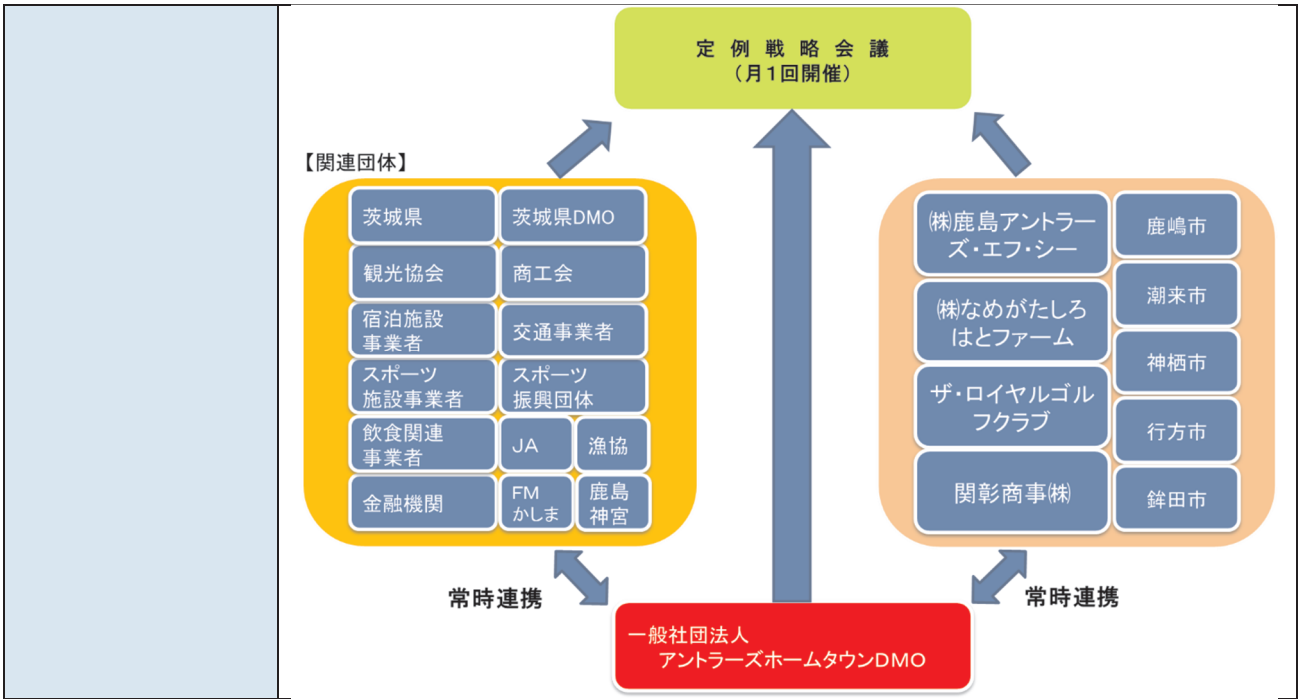 定例戦略会議
（月１回開催）
【関連団体】
茨城県
茨城県DMO
観光協会
商工会
宿泊施設
事業者
交通事業者
スポーツ
施設事業者
スポーツ
振興団体
飲食関連
事業者
JA
漁協
金融機関
FM
かしま
鹿島
神宮
㈱鹿島アントラー
ズ・エフ・シー
㈱なめがたしろ
はとファーム
ザ・ロイヤルゴル
フクラブ
関彰商事㈱
鹿嶋市
潮来市
神栖市
行方市
鉾田市
常時連携
常時連携
一般社団法人
アントラーズホームタウンDMO